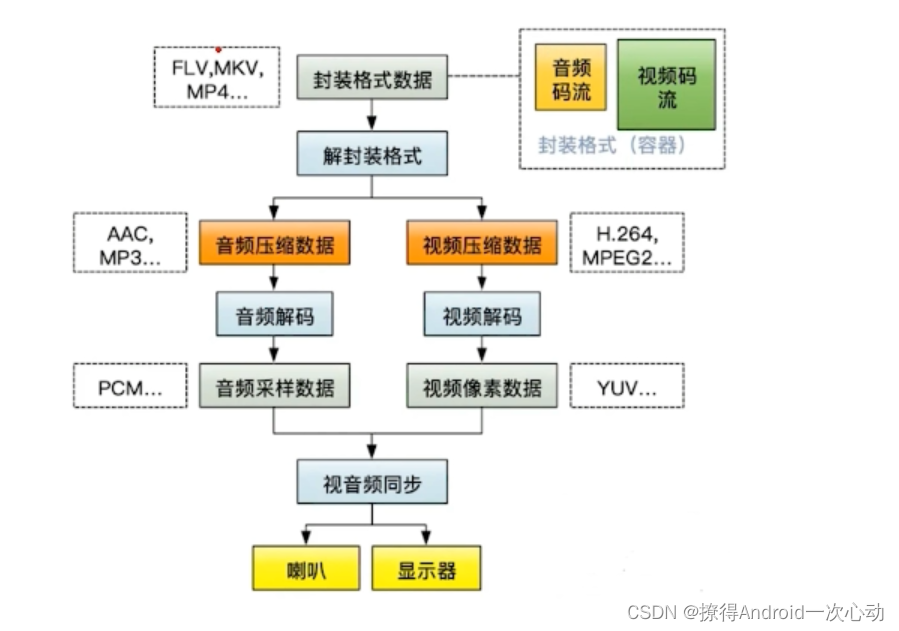 FLV,MKV,
MP4...
封装格式数据
音频
码流
视频码
流
封装格式（容器）
解封装格式
AAC,
MP3...
音频压缩数据
视频压缩数据
H.264,
MPEG2...
音频解码
视频解码
PCM...
音频采样数据
视频像素数据
YUV...
视音频同步
喇叭
显示器
CSDN @撩得Android一次心动